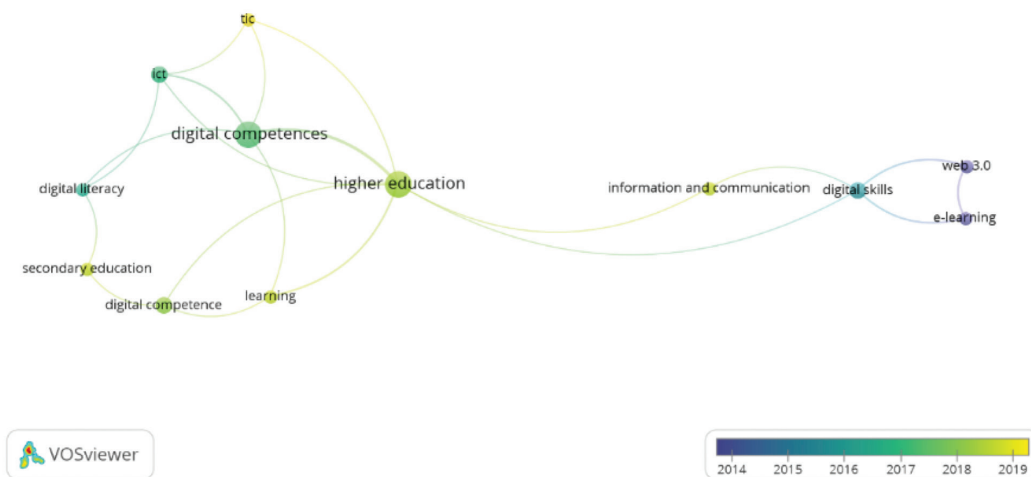 tic
ict
digital competences
higher education
digital literacy
information and communication
digital skills
web 3.0
e-learning
secondary education
digital competence
learning
VOSviewer
2014 2015 2016 2017 2018 2019